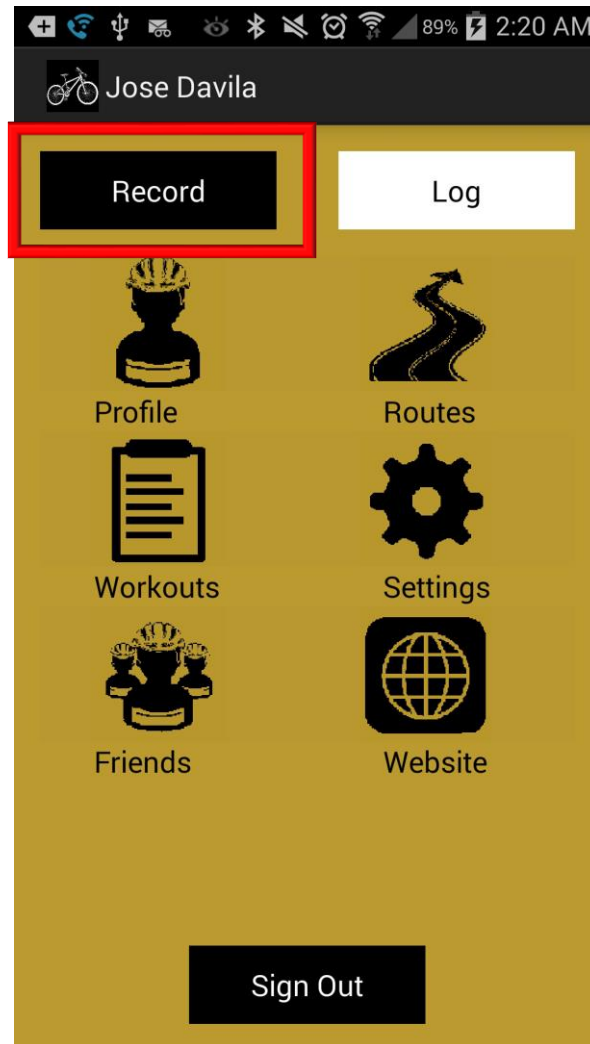 89% 2:20 AM
Jose Davila
Record Log
Profile Routes
Workouts Settings
Friends Website
Sign Out